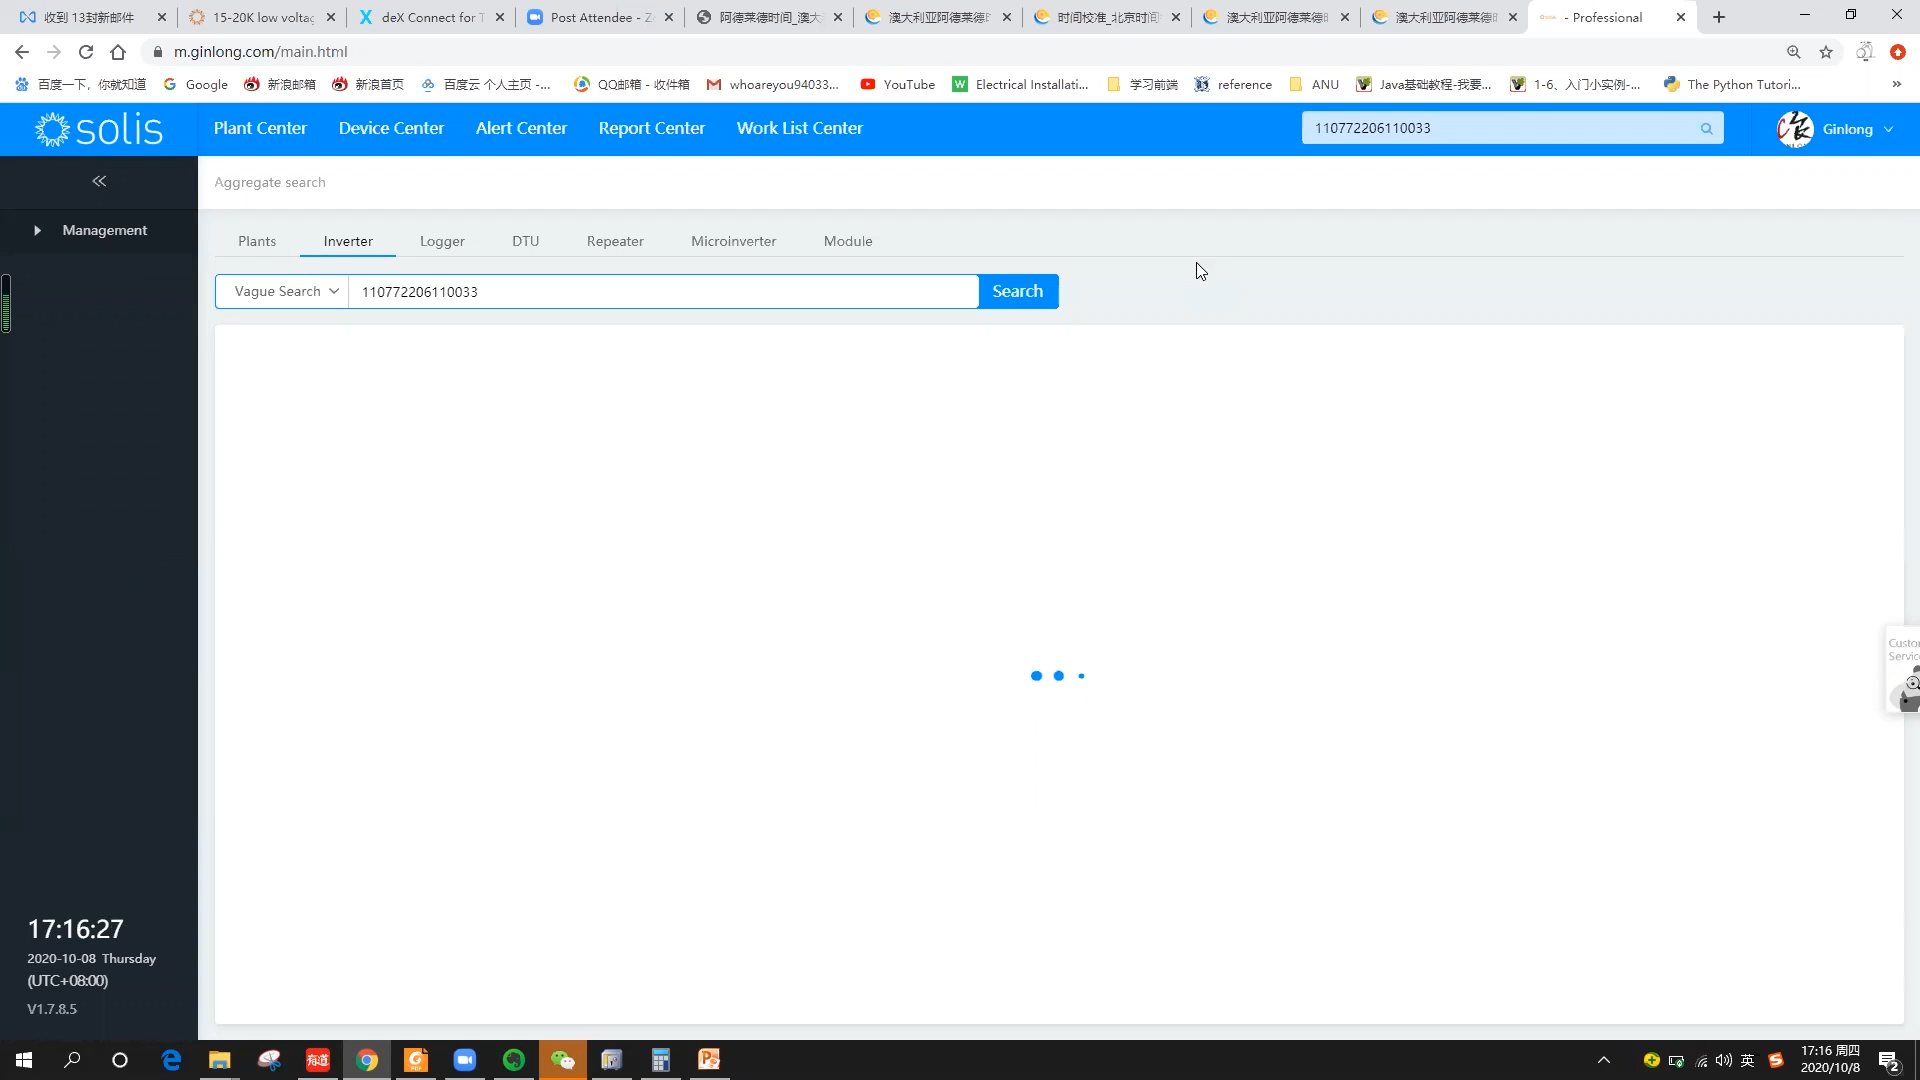 收到 13封新邮件
15-20K low voltag
deX Connect for T
Post Attendee - Z
阿德莱德时间_澳大
澳大利亚阿德莱德时
时间校准_北京时间
澳大利亚阿德莱德时
澳大利亚阿德莱德时
- Professional
m.ginlong.com/main.html
百度一下，你就知道
Google
新浪邮箱
新浪首页
百度云 个人主页 -...
QQ邮箱 - 收件箱
whoareyou94033...
YouTube
Electrical Installati...
学习前端
reference
ANU
Java基础教程-我要...
1-6、入门小实例-...
The Python Tutori...
»
solis
Plant Center
Device Center
Alert Center
Report Center
Work List Center
110772206110033
Ginlong
Aggregate search
Management
Plants
Inverter
Logger
DTU
Repeater
Microinverter
Module
Vague Search
110772206110033
Search
Custom
Service
17:16:27
2020-10-08 Thursday
(UTC+08:00)
V1.7.8.5
有道
英
17:16 周四
2020/10/8
2